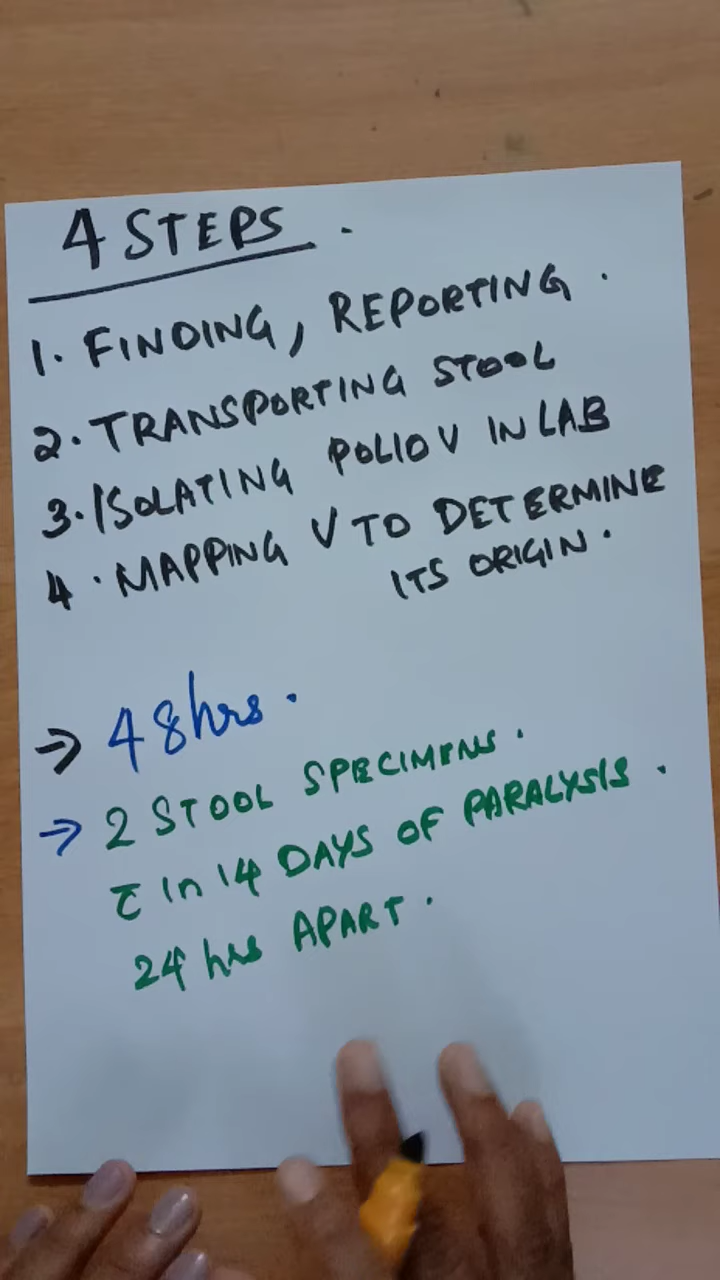 4 STEPS .
1. FINDING, REPORTING .
2. TRANSPORTING STOOL
3. ISOLATING POLIO V IN LAB
4. MAPPING V TO DETERMINE
ITS ORIGIN.
→ 48hrs.
→ 2 STOOL SPECIMENS.
c̄ in 14 DAYS OF PARALYSIS.
24 hrs APART.